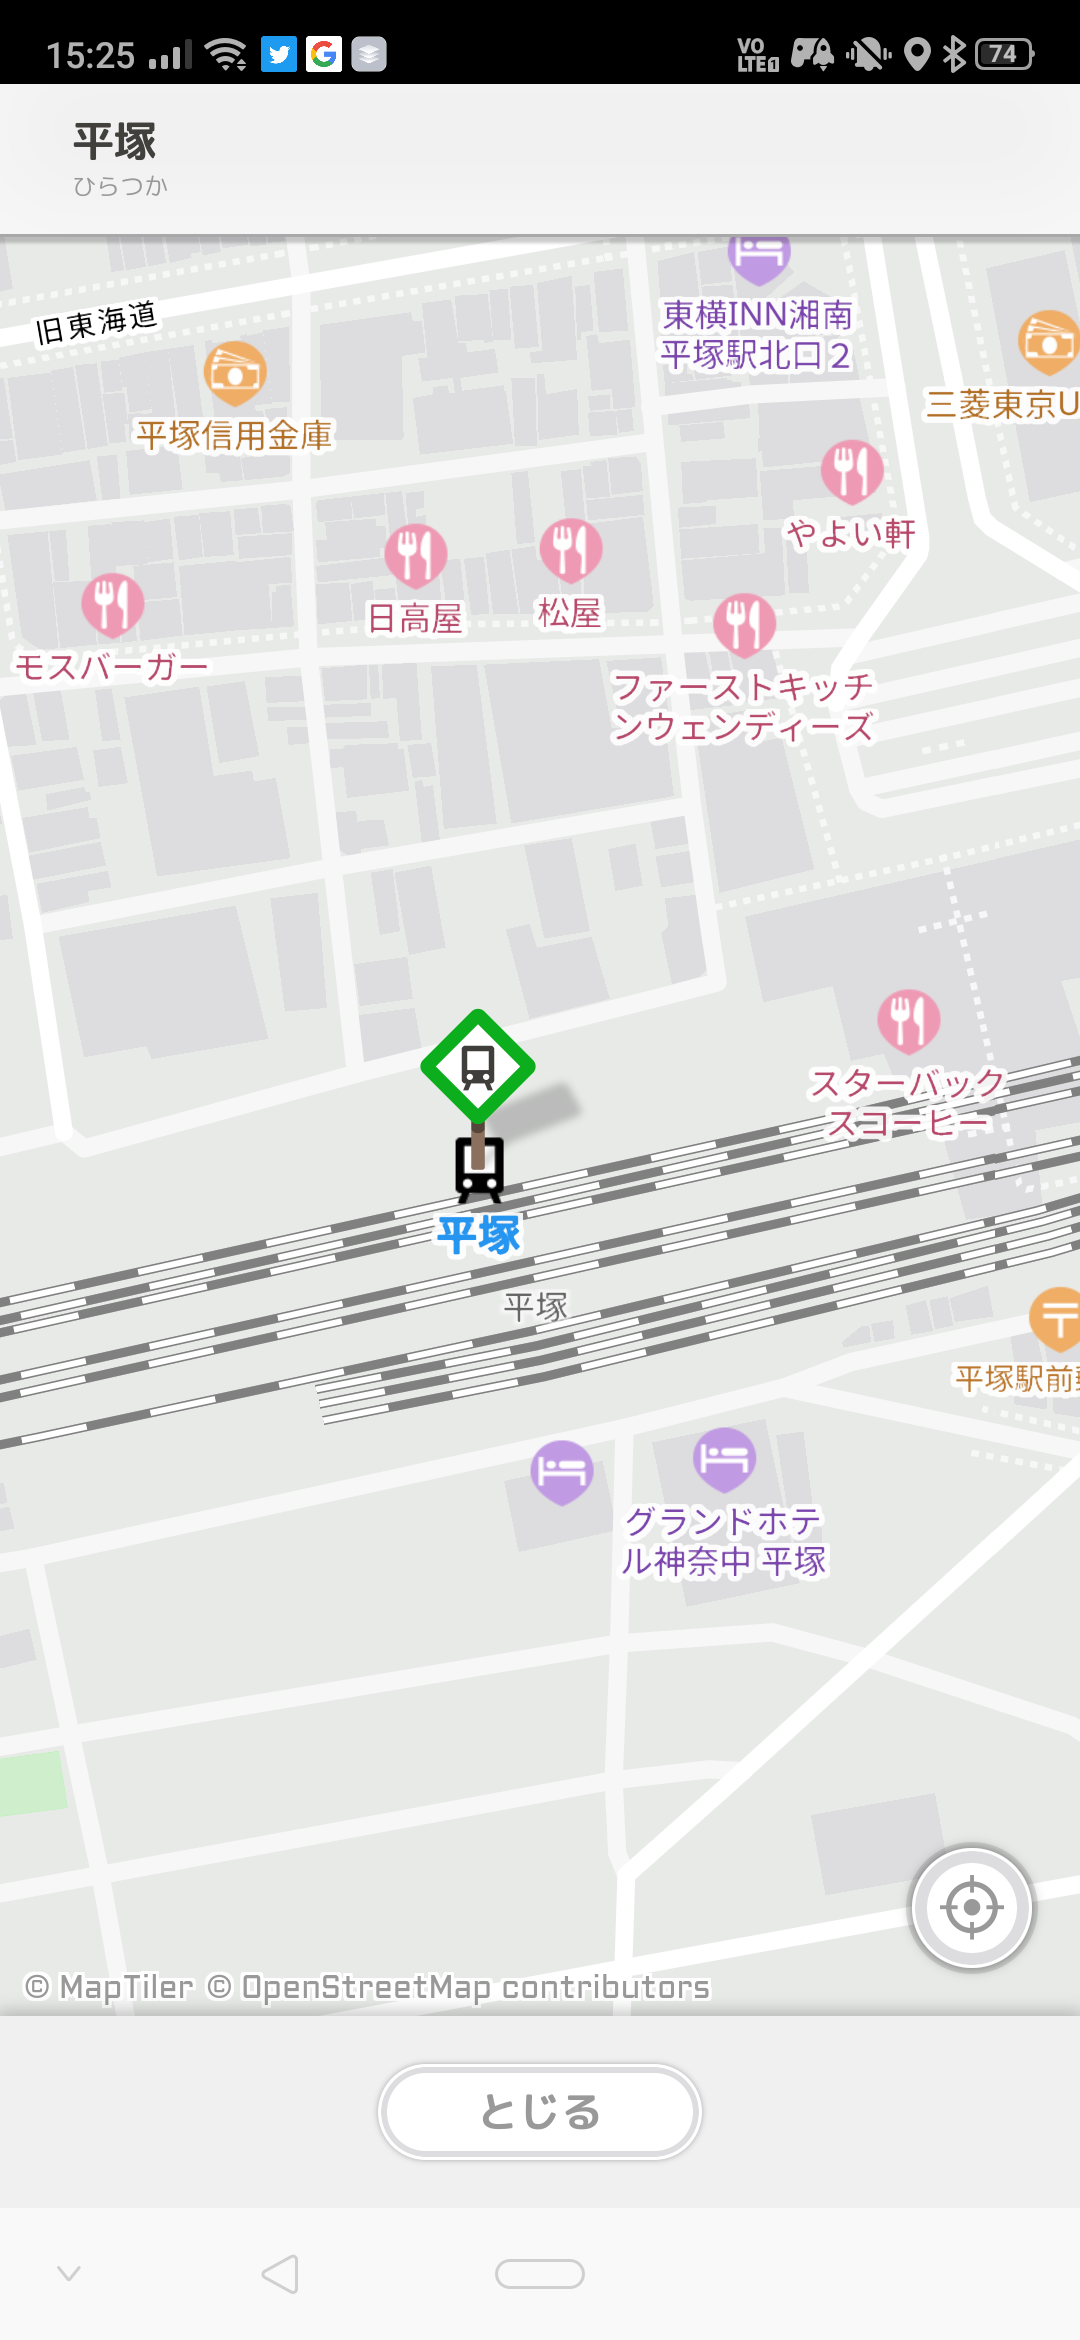 15:25
VO
LTE1
74
平塚
ひらつか
旧東海道
東横INN湘南
平塚駅北口2
平塚信用金庫
三菱東京U
やよい軒
日高屋
松屋
モスバーガー
ファーストキッチ
ンウェンディーズ
スターバック
スコーヒー
平塚
平塚
平塚駅前
グランドホテ
ル神奈中 平塚
© MapTiler © OpenStreetMap contributors
とじる